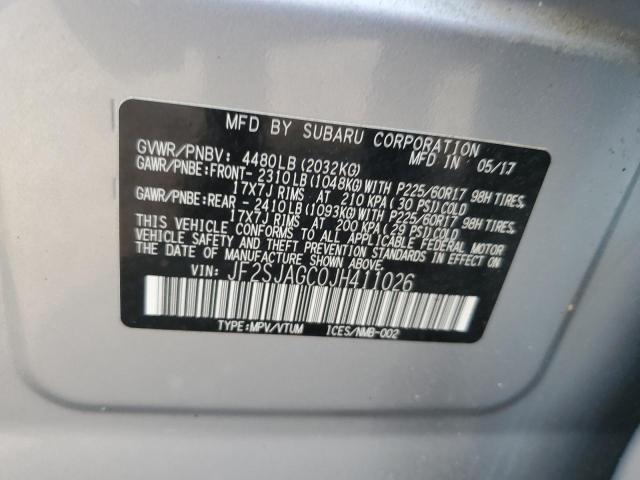 MFD BY SUBARU CORPORATION
GVWR/PNBV: 4480LB(2032KG) MFD IN 05/17
GAWR/PNBE:FRONT- 2310LB(1048KG)WITH P225/60R17 98H TIRES,
17X7J RIMS AT 210 KPA(30 PSI)COLD
GAWR/PNBE:REAR - 2410LB(1093KG)WITH P225/60R17 98H TIRES,
17X7J RIMS AT 200 KPA(29 PSI)COLD
THIS VEHICLE CONFORMS TO ALL APPLICABLE FEDERAL MOTOR
VEHICLE SAFETY AND THEFT PREVENTION STANDARDS IN EFFECT ON
THE DATE OF MANUFACTURE SHOWN ABOVE.
VIN: JF2SJAGC0JH411026
TYPE:MPV/VTUM ICES/NMB-002